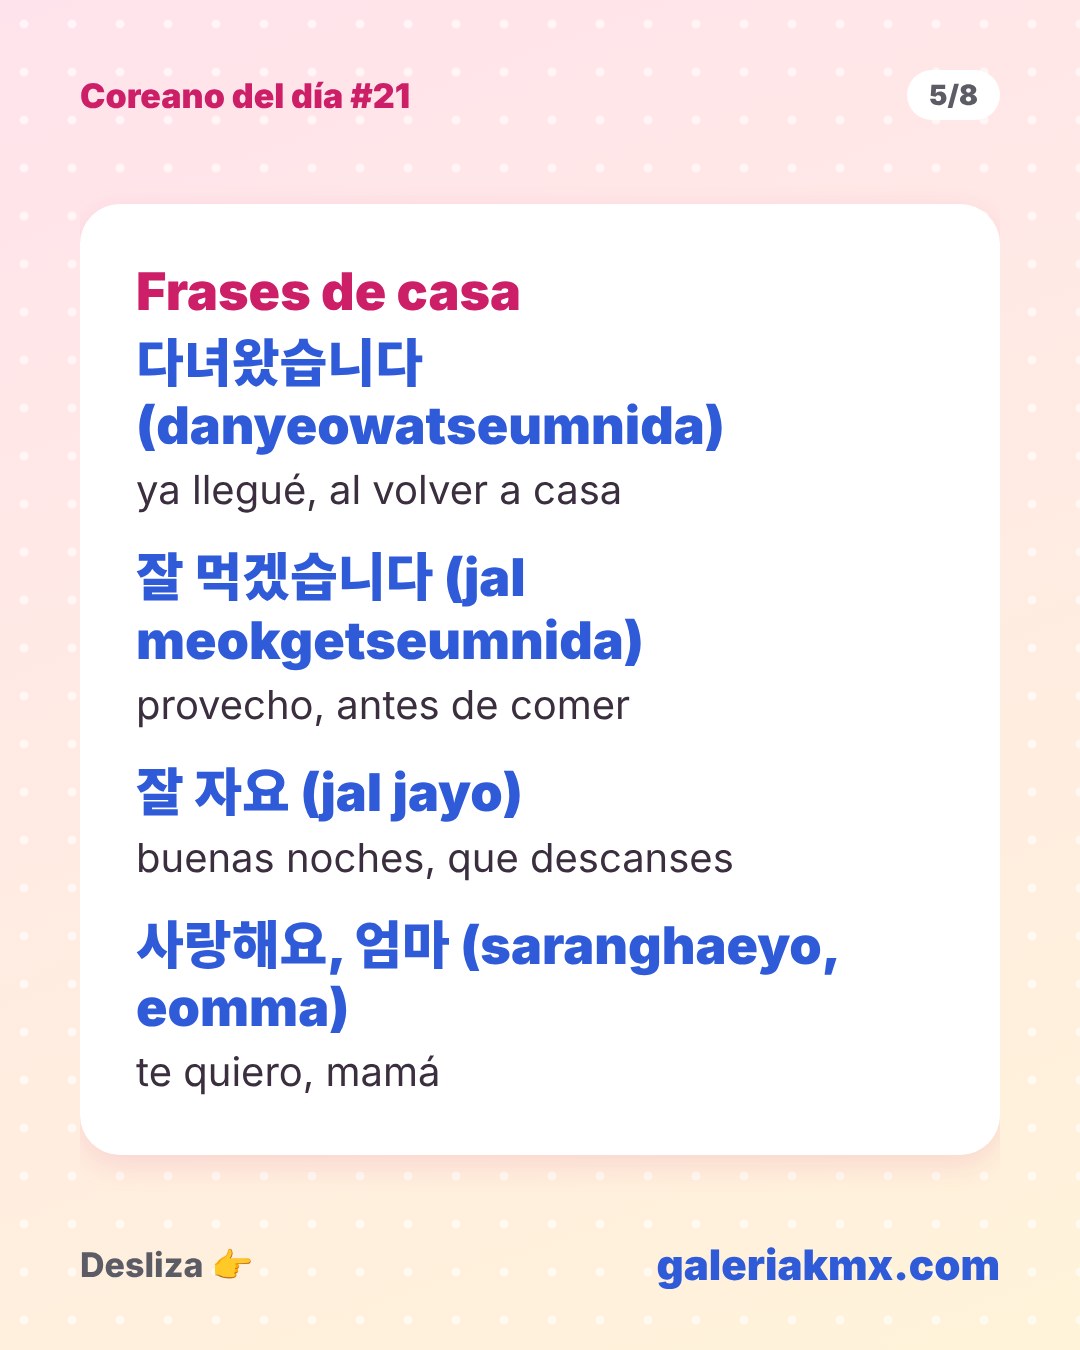 Coreano del día #21
5/8
Frases de casa
다녀왔습니다
(danyeowatseumnida)
ya llegué, al volver a casa
잘 먹겠습니다 (jal
meokgetseumnida)
provecho, antes de comer
잘 자요 (jal jayo)
buenas noches, que descanses
사랑해요, 엄마 (saranghaeyo,
eomma)
te quiero, mamá
Desliza 👉
galeriakmx.com